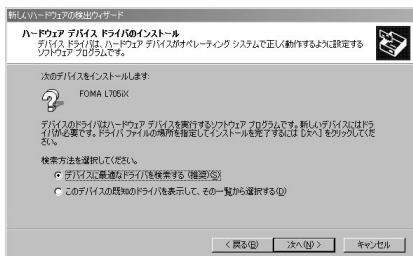 新しいハードウェアの検出ウィザード
ハードウェア デバイス ドライバのインストール
デバイス ドライバは、ハードウェア デバイスがオペレーティング システムで正しく動作するように設定する
ソフトウェア プログラムです。
次のデバイスをインストールします:
FOMA L705iX
デバイスのドライバはハードウェア デバイスを実行するソフトウェア プログラムです。新しいデバイスにはドラ
イバが必要です。ドライバ ファイルの場所を指定してインストールを完了するには [次へ] をクリックしてくだ
さい。
検索方法を選択してください。
デバイスに最適なドライバを検索する (推奨)(S)
このデバイスの既知のドライバを表示して、その一覧から選択する(D)
< 戻る(B) 次へ(N) > キャンセル